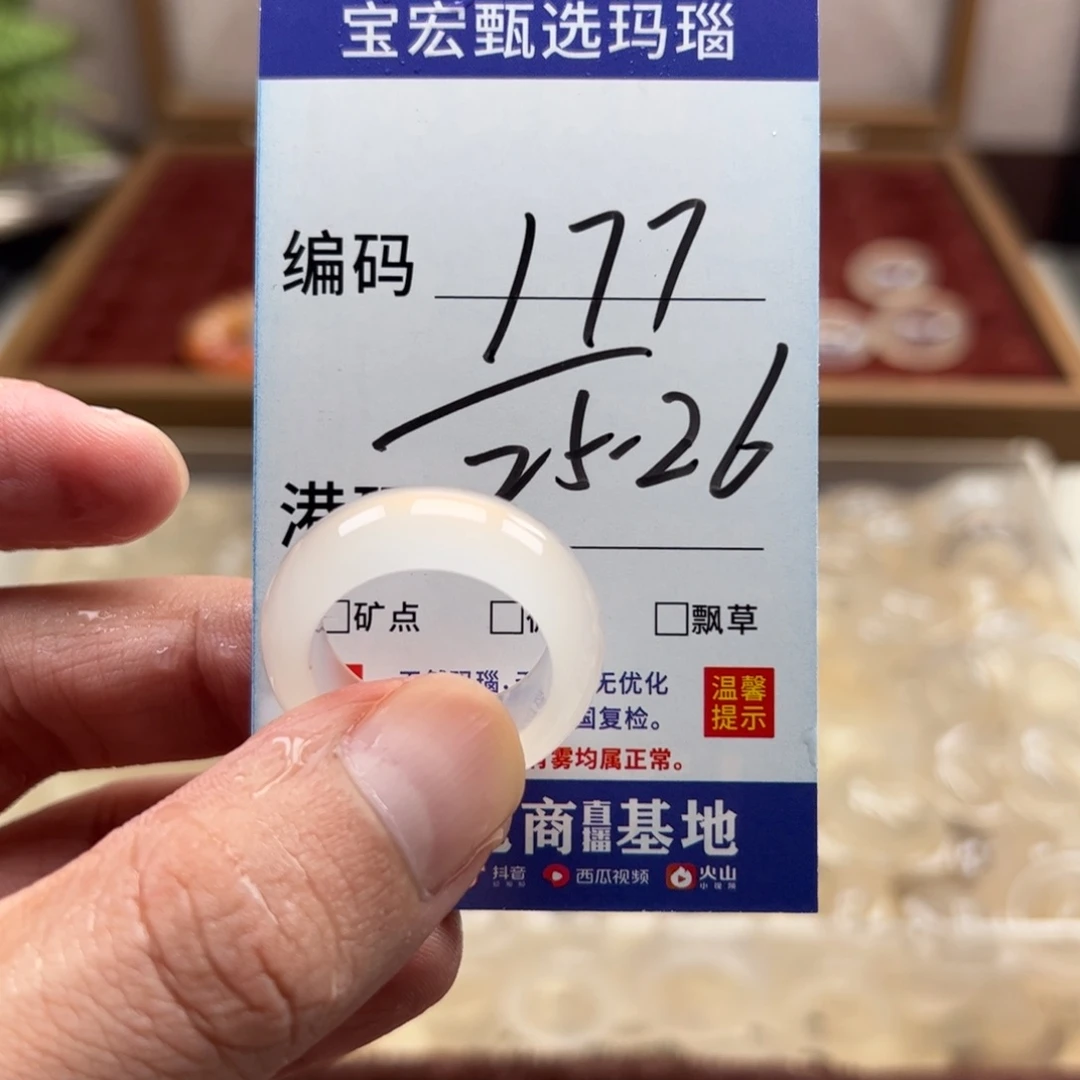 宝宏甄选玛瑙
编码 177
25-26
港
矿点 飘草
无优化
国复检。
温馨提示
雾均属正常。
商直播基地
抖音 西瓜视频 火山